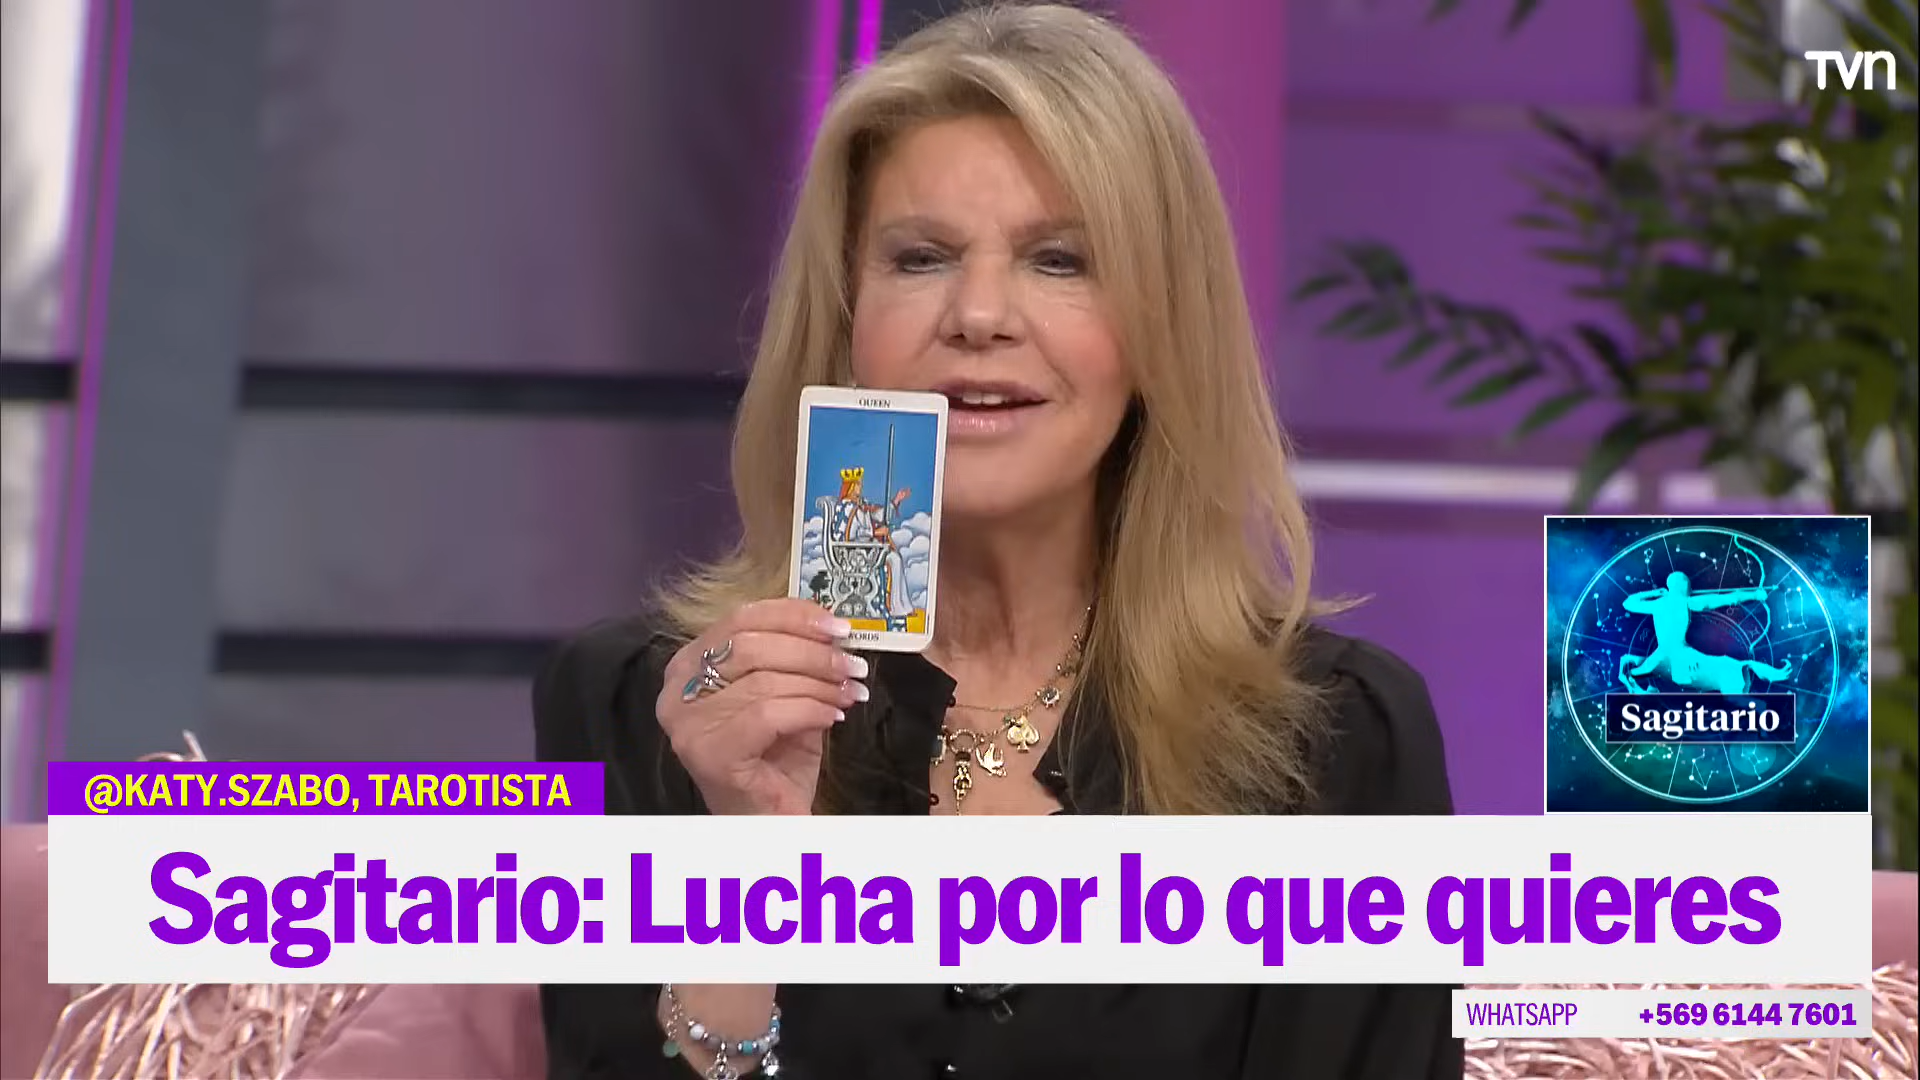 TVN
QUEEN
Sagitario
@KATY.SZABO, TAROTISTA
Sagitario: Lucha por lo que quieres
WHATSAPP +569 6144 7601